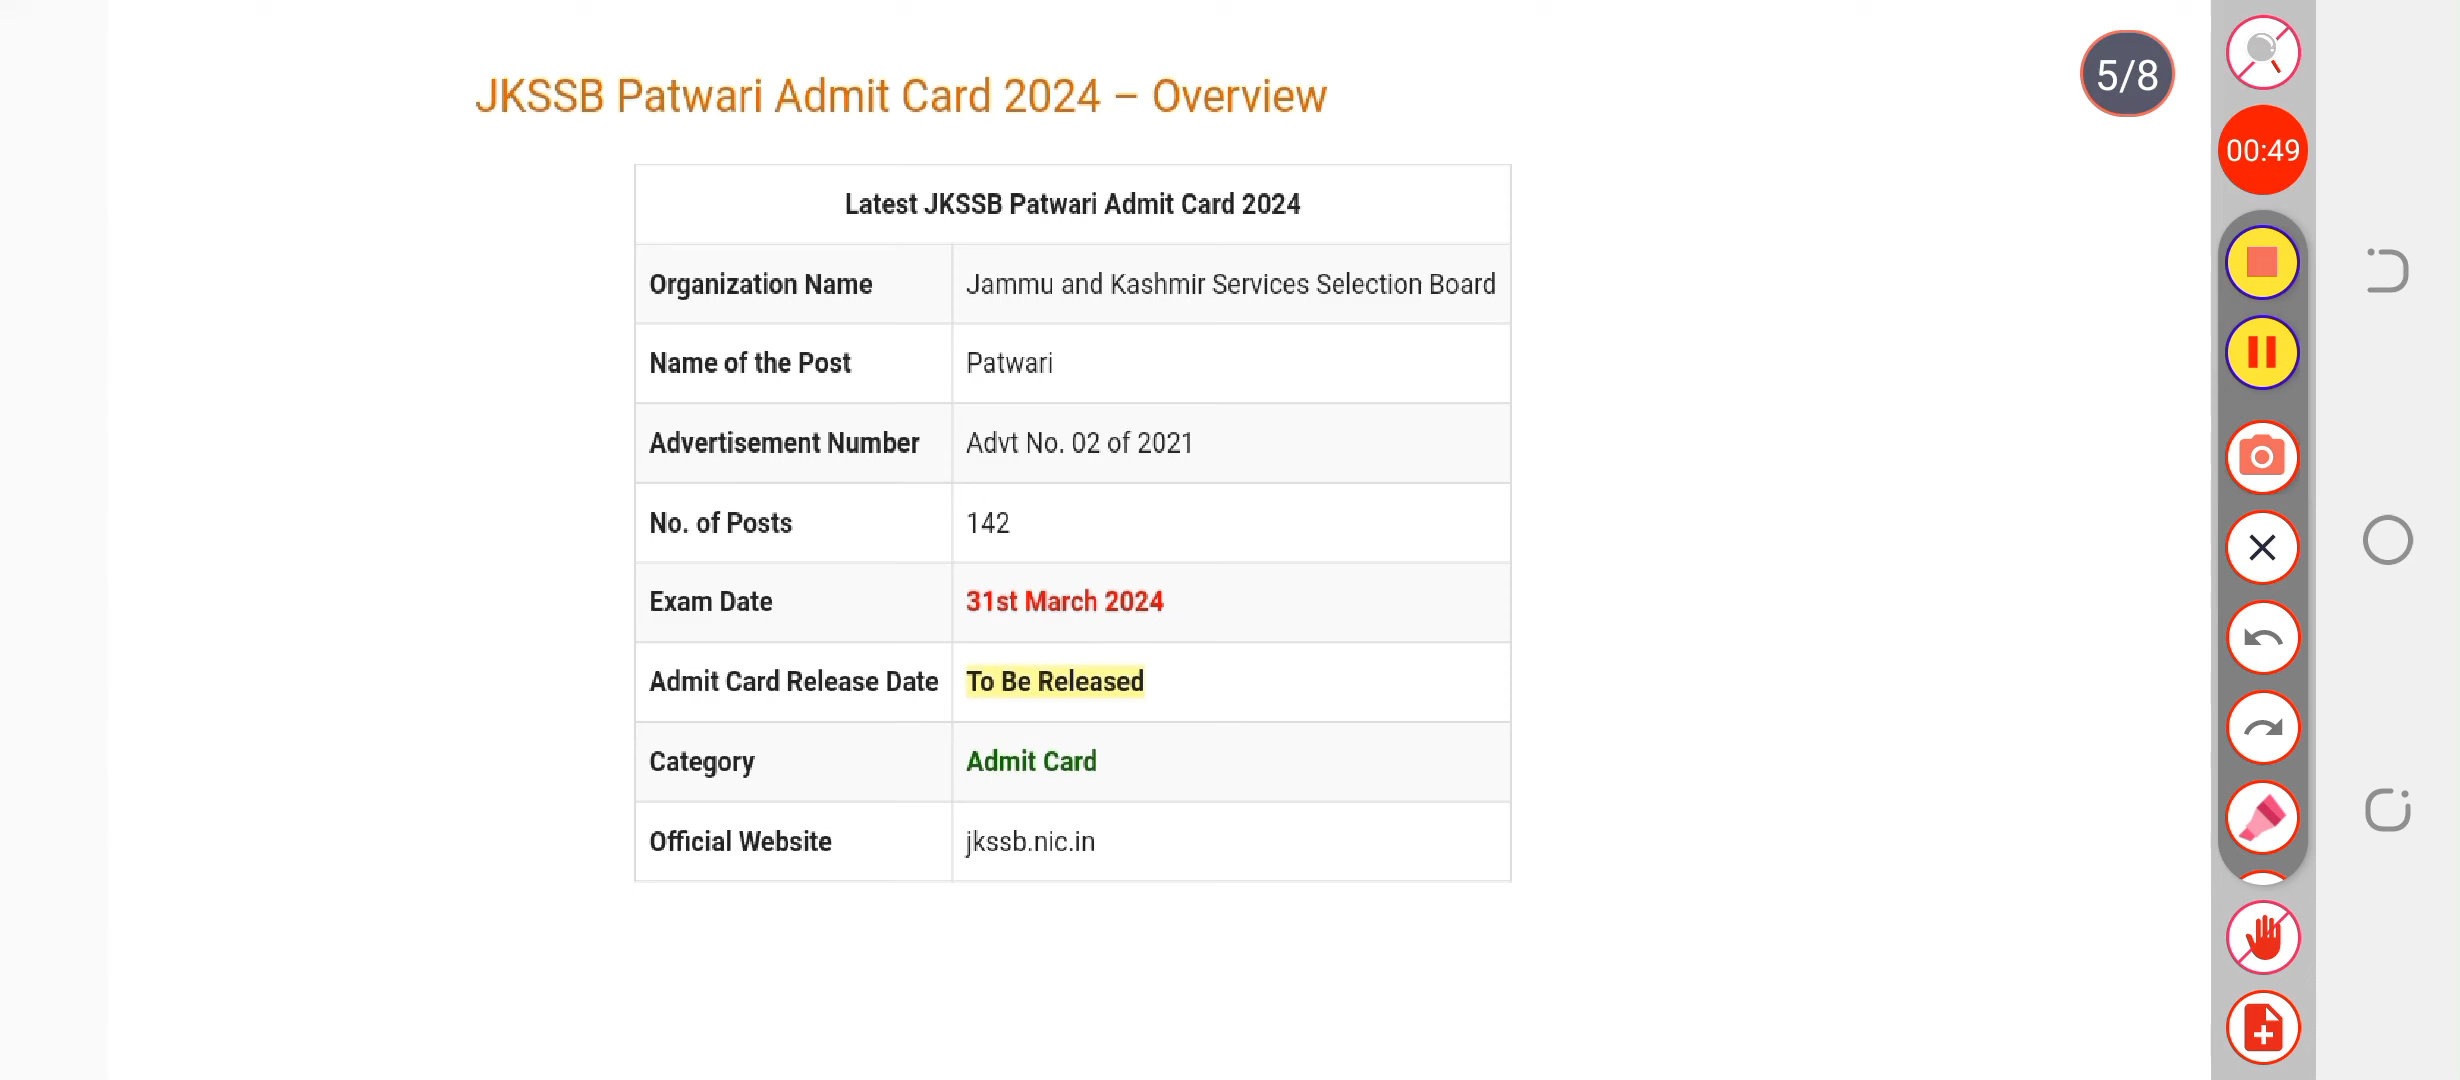 JKSSB Patwari Admit Card 2024 – Overview
5/8
00:49
Latest JKSSB Patwari Admit Card 2024
Organization Name Jammu and Kashmir Services Selection Board
Name of the Post Patwari
Advertisement Number Advt No. 02 of 2021
No. of Posts 142
Exam Date 31st March 2024
Admit Card Release Date To Be Released
Category Admit Card
Official Website jkssb.nic.in